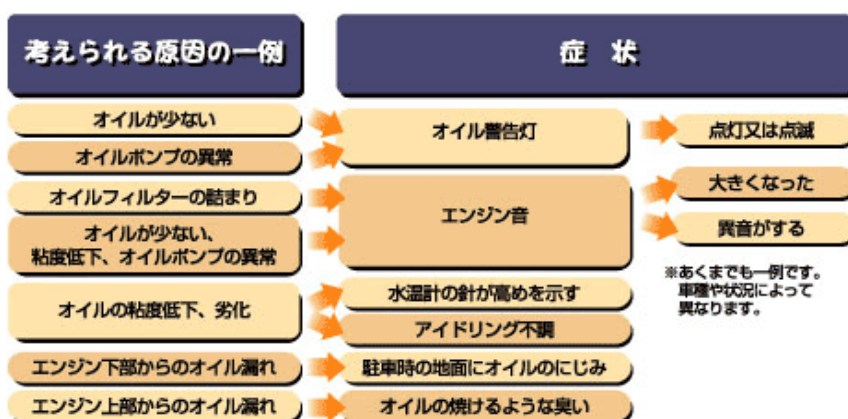 考えられる原因の一例
症 状
オイルが少ない
オイル警告灯
点灯又は点滅
オイルポンプの異常
オイルフィルターの詰まり
エンジン音
大きくなった
オイルが少ない、
粘度低下、オイルポンプの異常
異音がする
※あくまでも一例です。
車種や状況によって
異なります。
オイルの粘度低下、劣化
水温計の針が高めを示す
アイドリング不調
エンジン下部からのオイル漏れ
駐車時の地面にオイルのにじみ
エンジン上部からのオイル漏れ
オイルの焼けるような臭い